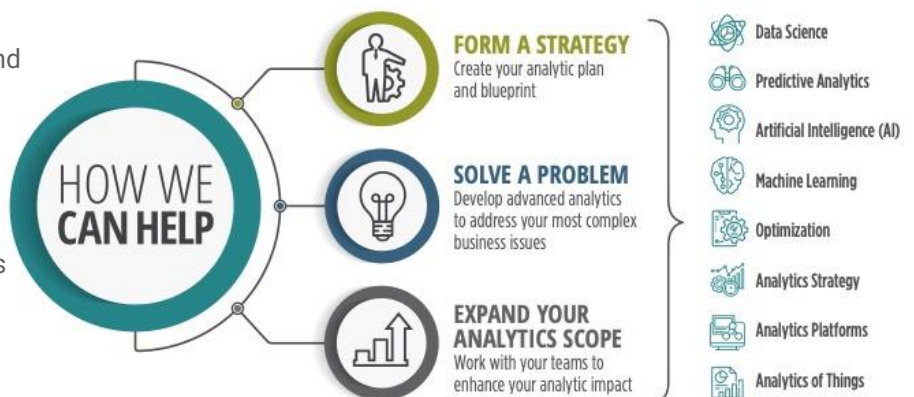 nd
s
HOW WE
CAN HELP
FORM A STRATEGY
Create your analytic plan
and blueprint
SOLVE A PROBLEM
Develop advanced analytics
to address your most complex
business issues
EXPAND YOUR
ANALYTICS SCOPE
Work with your teams to
enhance your analytic impact
Data Science
Predictive Analytics
Artificial Intelligence (AI)
Machine Learning
Optimization
Analytics Strategy
Analytics Platforms
Analytics of Things